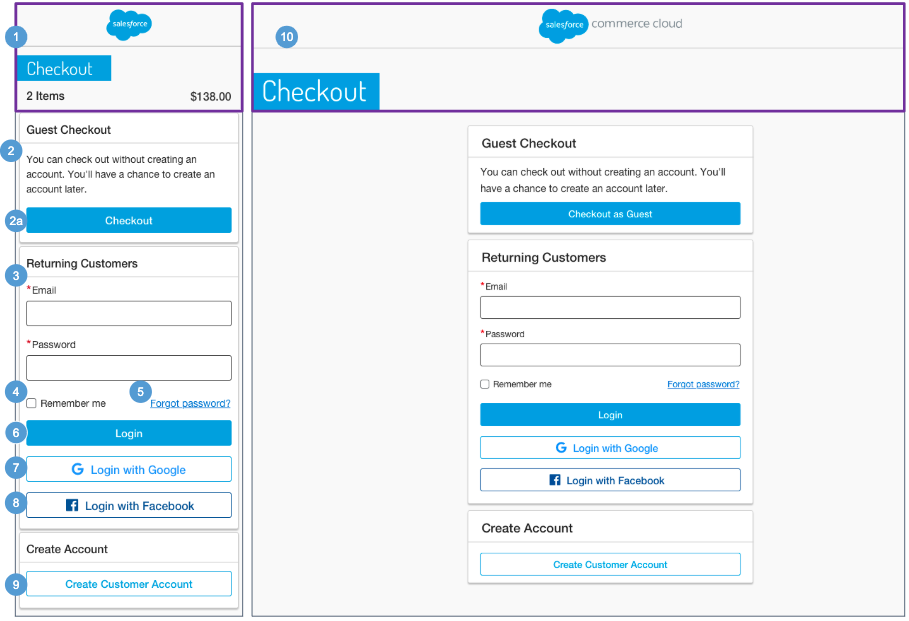 1
salesforce
Checkout
2 Items $138.00
2
Guest Checkout
You can check out without creating an
account. You'll have a chance to create an
account later.
2a
Checkout
3
Returning Customers
*Email
*Password
4
Remember me
5
Forgot password?
6
Login
7
G Login with Google
8
f Login with Facebook
Create Account
9
Create Customer Account
10
salesforce commerce cloud
Checkout
Guest Checkout
You can check out without creating an account. You'll
have a chance to create an account later.
Checkout as Guest
Returning Customers
*Email
*Password
Remember me Forgot password?
Login
G Login with Google
f Login with Facebook
Create Account
Create Customer Account